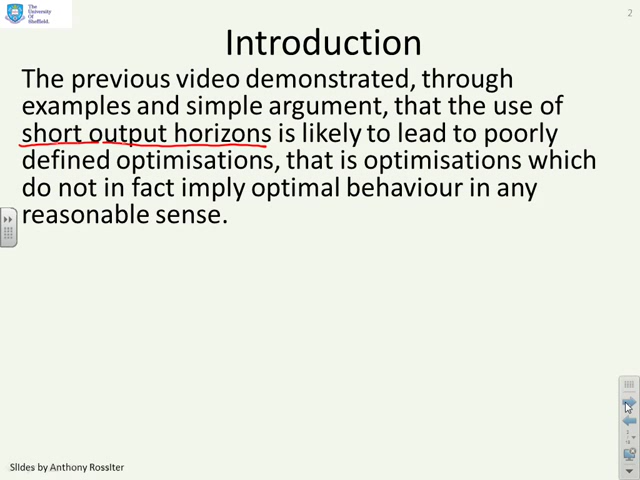 The
University
Of
Sheffield.
2
Introduction
The previous video demonstrated, through
examples and simple argument, that the use of
short output horizons is likely to lead to poorly
defined optimisations, that is optimisations which
do not in fact imply optimal behaviour in any
reasonable sense.
Slides by Anthony Rossiter